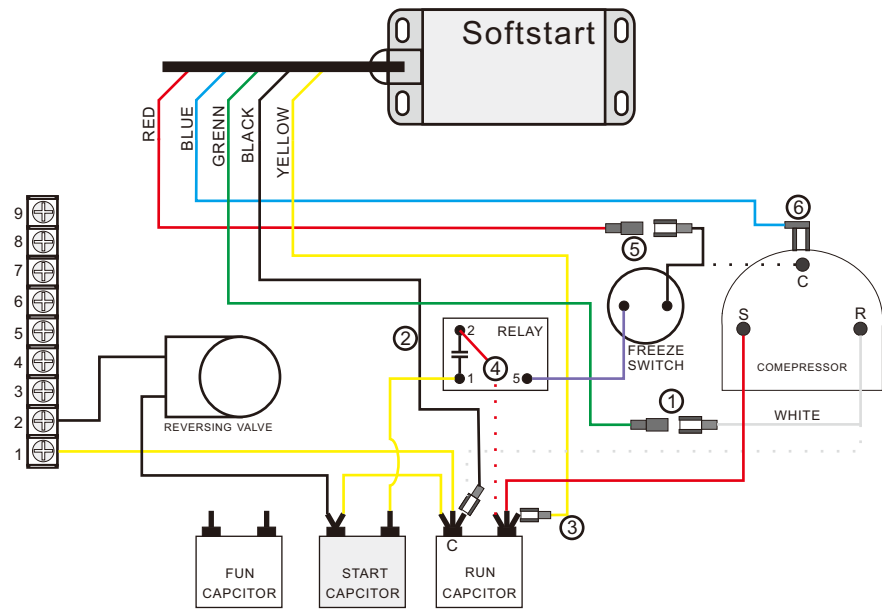 Softstart
RED
BLUE
GRENN
BLACK
YELLOW
9
8
7
6
5
4
3
2
1
REVERSING VALVE
②
2
RELAY
④
1
5
⑤
FREEZE
SWITCH
⑥
C
S
R
COMEPRESSOR
①
WHITE
③
C
FUN
CAPCITOR
START
CAPCITOR
RUN
CAPCITOR